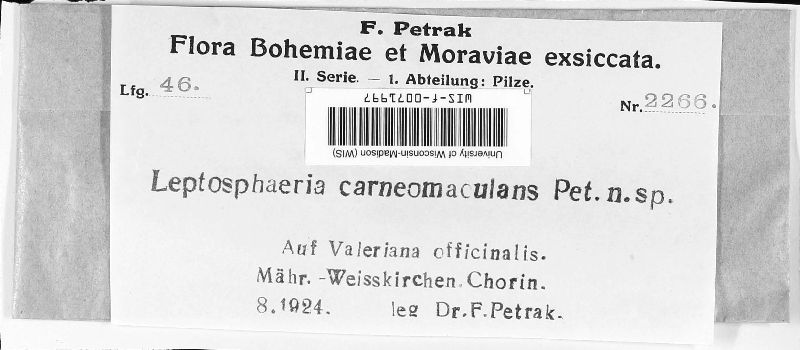 F. Petrak
Flora Bohemiae et Moraviae exsiccata.
II. Serie. — 1. Abteilung: Pilze.
Lfg. 46.
Nr. 2266.
WIS-f-0071997
University of Wisconsin-Madison (WIS)
Leptosphaeria carneomaculans Pet. n. sp.
Auf Valeriana officinalis.
Mähr. -Weisskirchen, Chorin.
8.1924. leg Dr. F. Petrak.